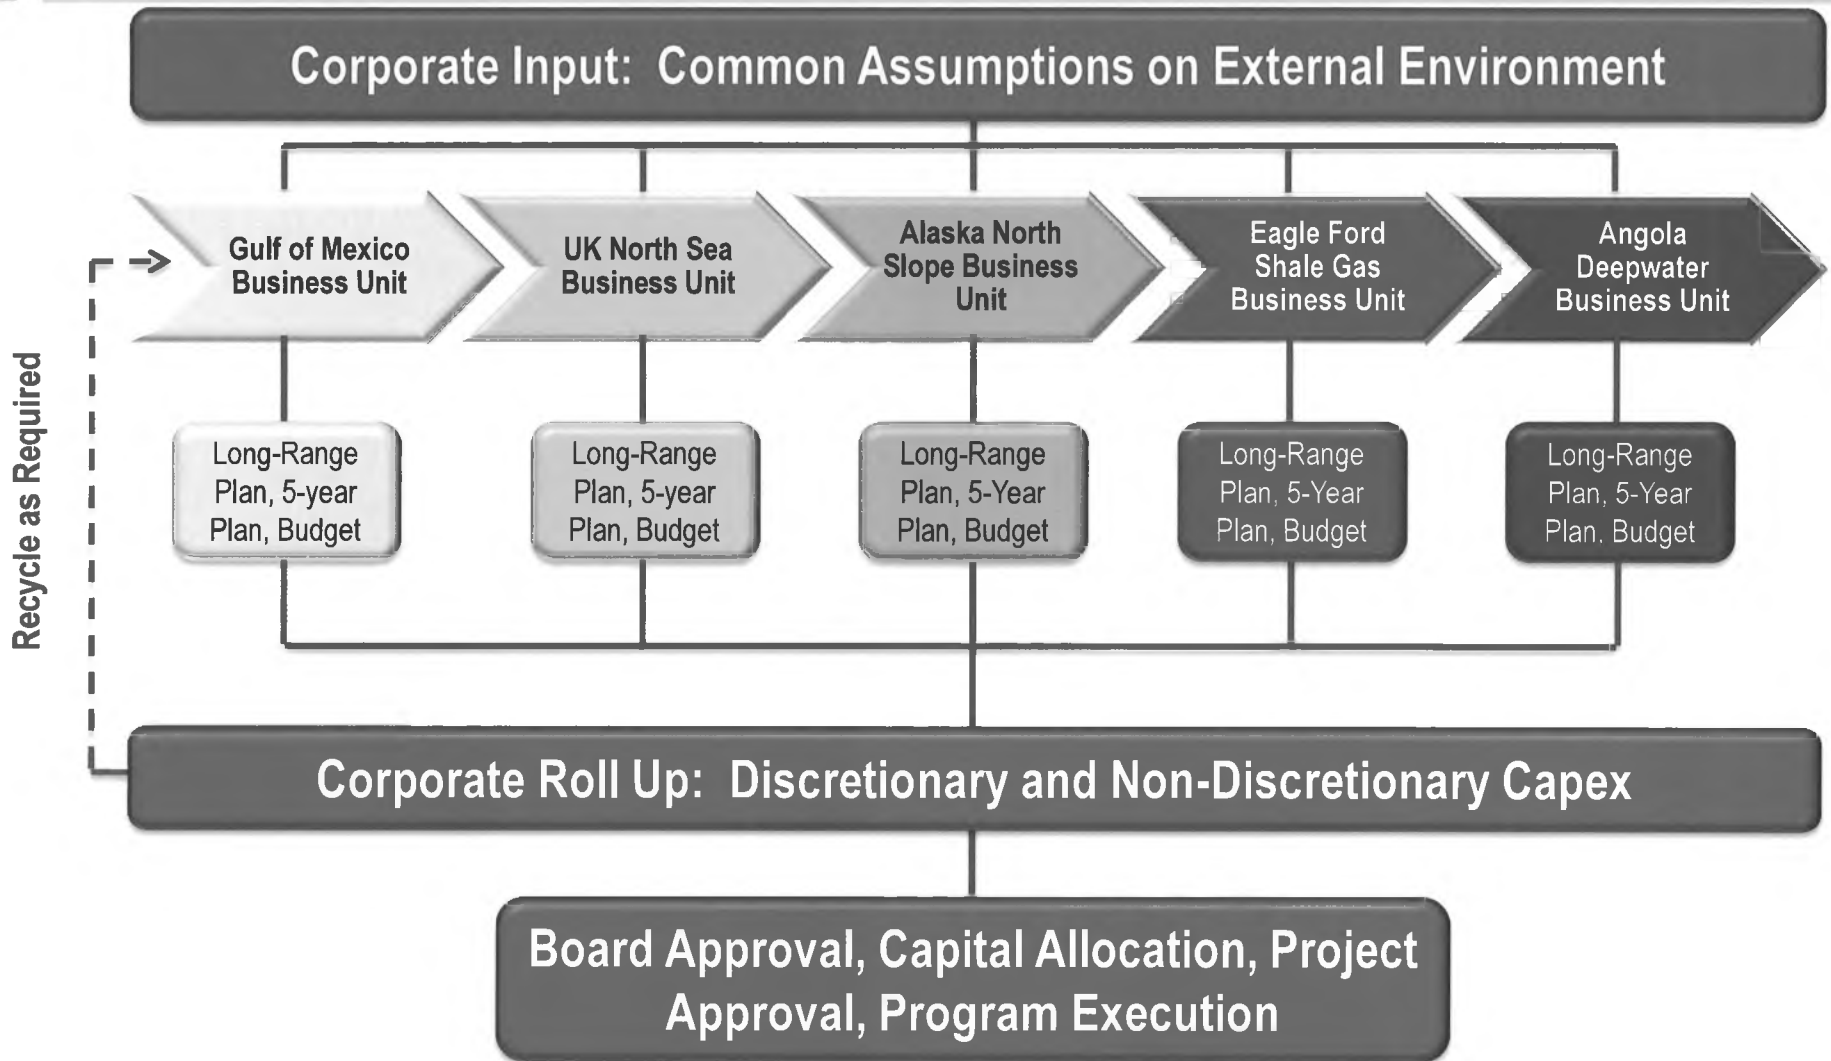 Corporate Input: Common Assumptions on External Environment
Gulf of Mexico
Business Unit
UK North Sea
Business Unit
Alaska North
Slope Business
Unit
Eagle Ford
Shale Gas
Business Unit
Angola
Deepwater
Business Unit
Recycle as Required
Long-Range
Plan, 5-year
Plan, Budget
Long-Range
Plan, 5-year
Plan, Budget
Long-Range
Plan, 5-Year
Plan, Budget
Long-Range
Plan, 5-Year
Plan, Budget
Long-Range
Plan, 5-Year
Plan. Budget
Corporate Roll Up: Discretionary and Non-Discretionary Capex
Board Approval, Capital Allocation, Project
Approval, Program Execution